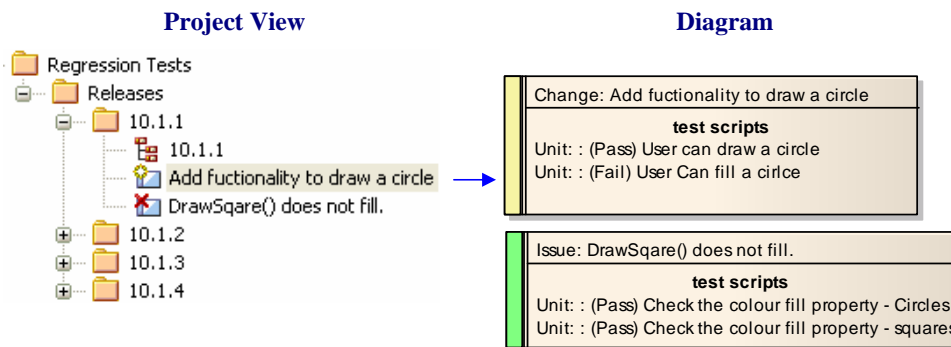 Project View
Diagram
Regression Tests
Releases
10.1.1
10.1.1
Add fuctionality to draw a circle
DrawSqare() does not fill.
10.1.2
10.1.3
10.1.4
Change: Add fuctionality to draw a circle
test scripts
Unit: : (Pass) User can draw a circle
Unit: : (Fail) User Can fill a cirlce
Issue: DrawSqare() does not fill.
test scripts
Unit: : (Pass) Check the colour fill property - Circles
Unit: : (Pass) Check the colour fill property - squares